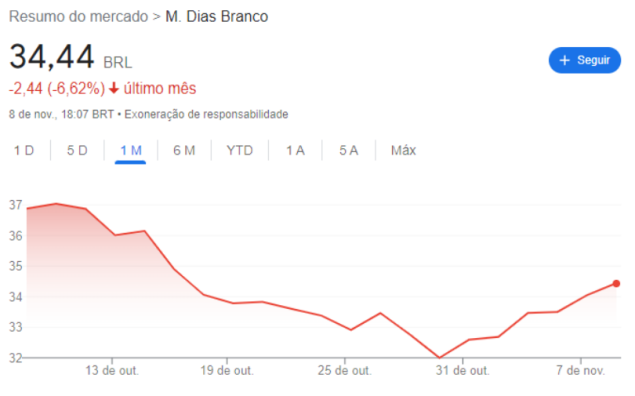 Resumo do mercado > M. Dias Branco
34,44 BRL
+ Seguir
-2,44 (-6,62%) ↓ último mês
8 de nov., 18:07 BRT • Exoneração de responsabilidade
1 D 5 D 1 M 6 M YTD 1 A 5 A Máx
37
36
35
34
33
32
13 de out. 19 de out. 25 de out. 31 de out. 7 de nov.